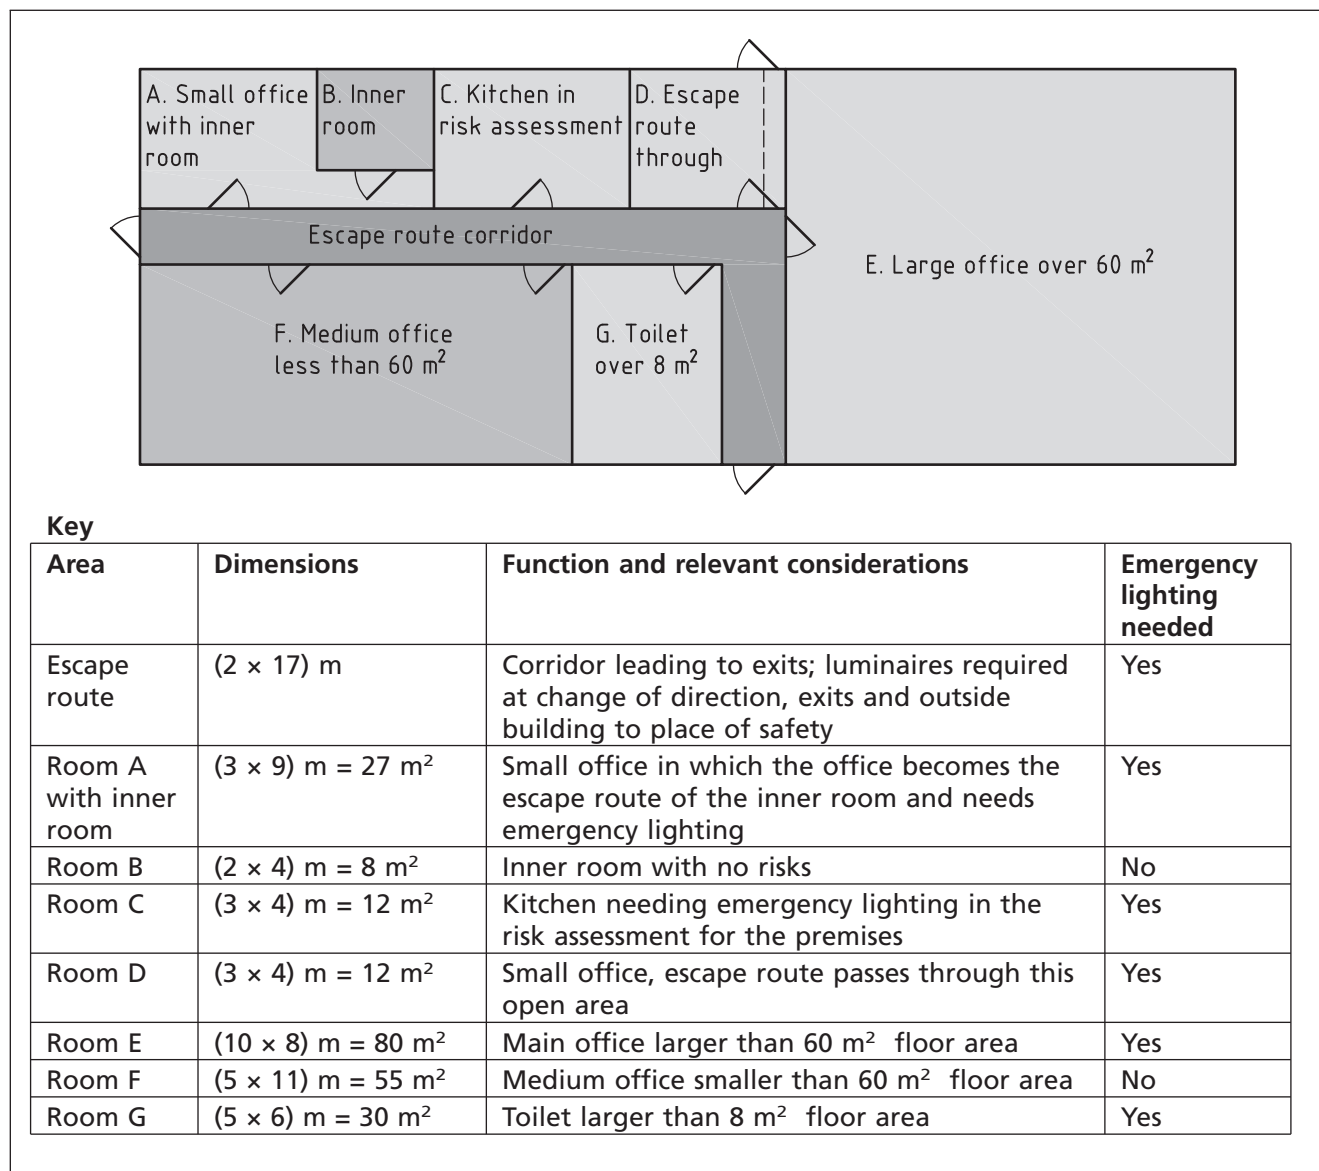 A. Small office
with inner
room
B. Inner
room
C. Kitchen in
risk assessment
D. Escape
route
through
Escape route corridor
E. Large office over 60 m²
F. Medium office
less than 60 m²
G. Toilet
over 8 m²
Key
Area
Dimensions
Function and relevant considerations
Emergency
lighting
needed
Escape
route
(2 × 17) m
Corridor leading to exits; luminaires required
at change of direction, exits and outside
building to place of safety
Yes
Room A
with inner
room
(3 × 9) m = 27 m²
Small office in which the office becomes the
escape route of the inner room and needs
emergency lighting
Yes
Room B
(2 × 4) m = 8 m²
Inner room with no risks
No
Room C
(3 × 4) m = 12 m²
Kitchen needing emergency lighting in the
risk assessment for the premises
Yes
Room D
(3 × 4) m = 12 m²
Small office, escape route passes through this
open area
Yes
Room E
(10 × 8) m = 80 m²
Main office larger than 60 m² floor area
Yes
Room F
(5 × 11) m = 55 m²
Medium office smaller than 60 m² floor area
No
Room G
(5 × 6) m = 30 m²
Toilet larger than 8 m² floor area
Yes